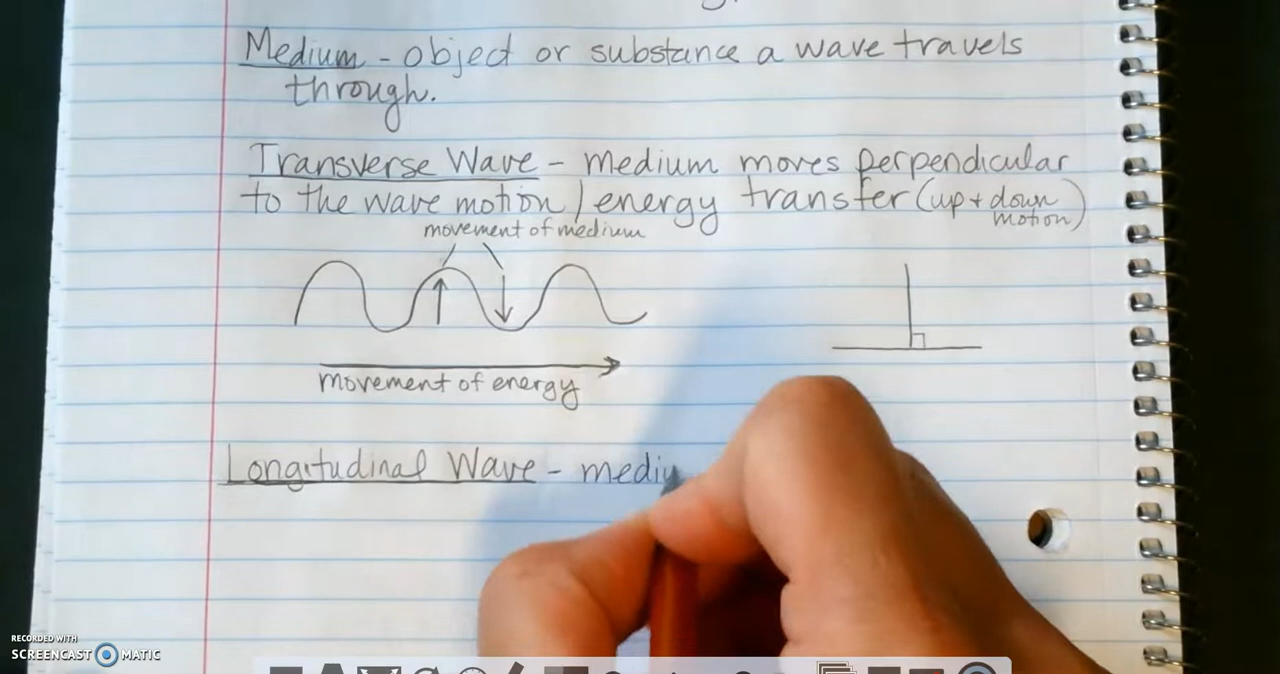 Medium - object or substance a wave travels
through.
Transverse Wave - medium moves perpendicular
to the wave motion / energy transfer (up + down
motion)
movement of medium
movement of energy
Longitudinal Wave - mediu
RECORDED WITH
SCREENCAST MATIC